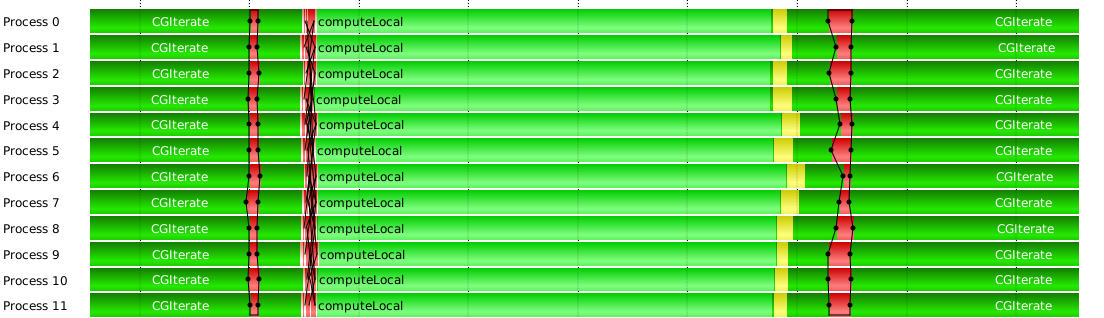 Process 0 CGIterate computeLocal CGIterate
Process 1 CGIterate computeLocal CGIterate
Process 2 CGIterate computeLocal CGIterate
Process 3 CGIterate computeLocal CGIterate
Process 4 CGIterate computeLocal CGIterate
Process 5 CGIterate computeLocal CGIterate
Process 6 CGIterate computeLocal CGIterate
Process 7 CGIterate computeLocal CGIterate
Process 8 CGIterate computeLocal CGIterate
Process 9 CGIterate computeLocal CGIterate
Process 10 CGIterate computeLocal CGIterate
Process 11 CGIterate computeLocal CGIterate